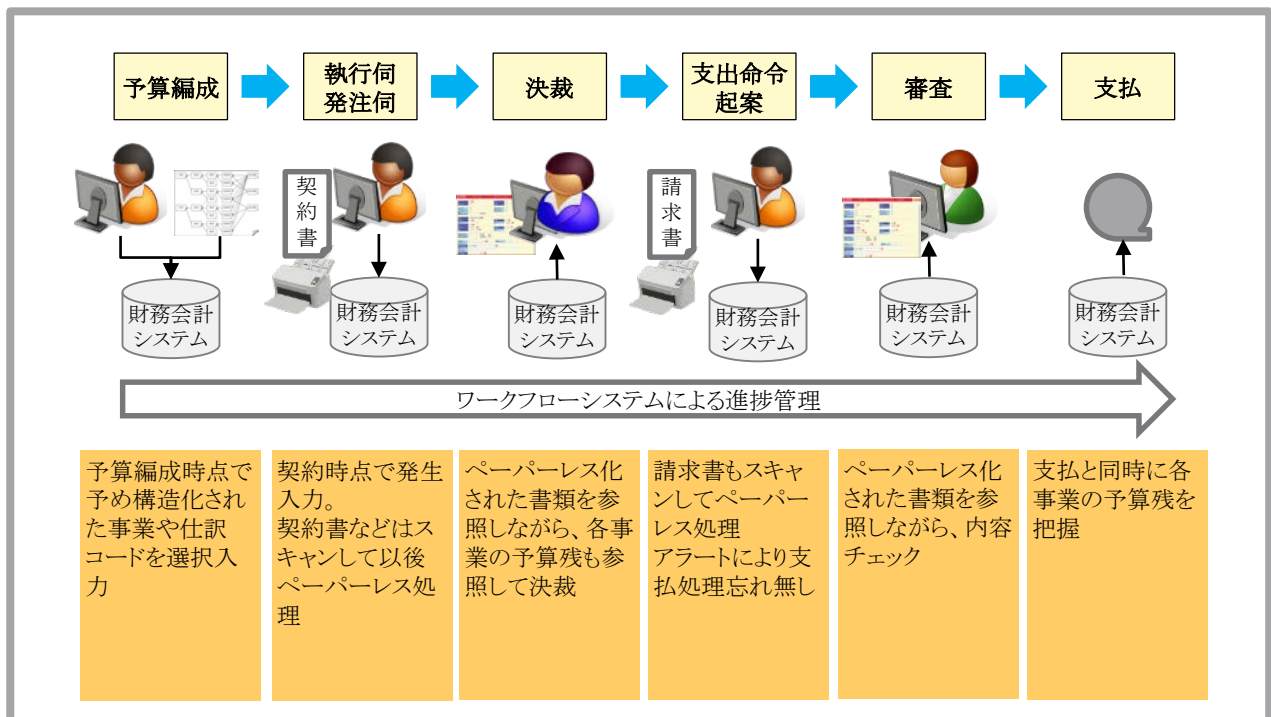 予算編成
執行伺
発注伺
決裁
支出命令
起案
審査
支払
契約書
請求書
財務会計
システム
財務会計
システム
財務会計
システム
財務会計
システム
財務会計
システム
財務会計
システム
ワークフローシステムによる進捗管理
予算編成時点で
予め構造化され
た事業や仕訳
コードを選択入
力
契約時点で発生
入力。
契約書などはス
キャンして以後
ペーパーレス処
理
ペーパーレス化
された書類を参
照しながら、各事
業の予算残も参
照して決裁
請求書もスキャ
ンしてペーパー
レス処理
アラートにより支
払処理忘れ無し
ペーパーレス化
された書類を参
照しながら、内容
チェック
支払と同時に各
事業の予算残を
把握